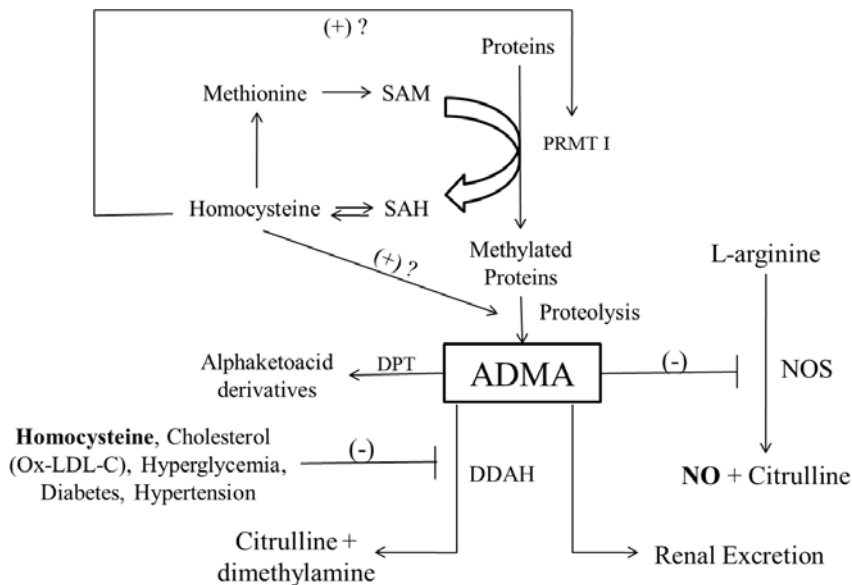 (+) ?
Proteins
Methionine
SAM
PRMT I
Homocysteine
SAH
(+) ?
Methylated
Proteins
L-arginine
Proteolysis
Alphaketoacid
derivatives
DPT
ADMA
(-)
NOS
Homocysteine, Cholesterol
(Ox-LDL-C), Hyperglycemia,
Diabetes, Hypertension
(-)
DDAH
NO + Citrulline
Citrulline +
dimethylamine
Renal Excretion